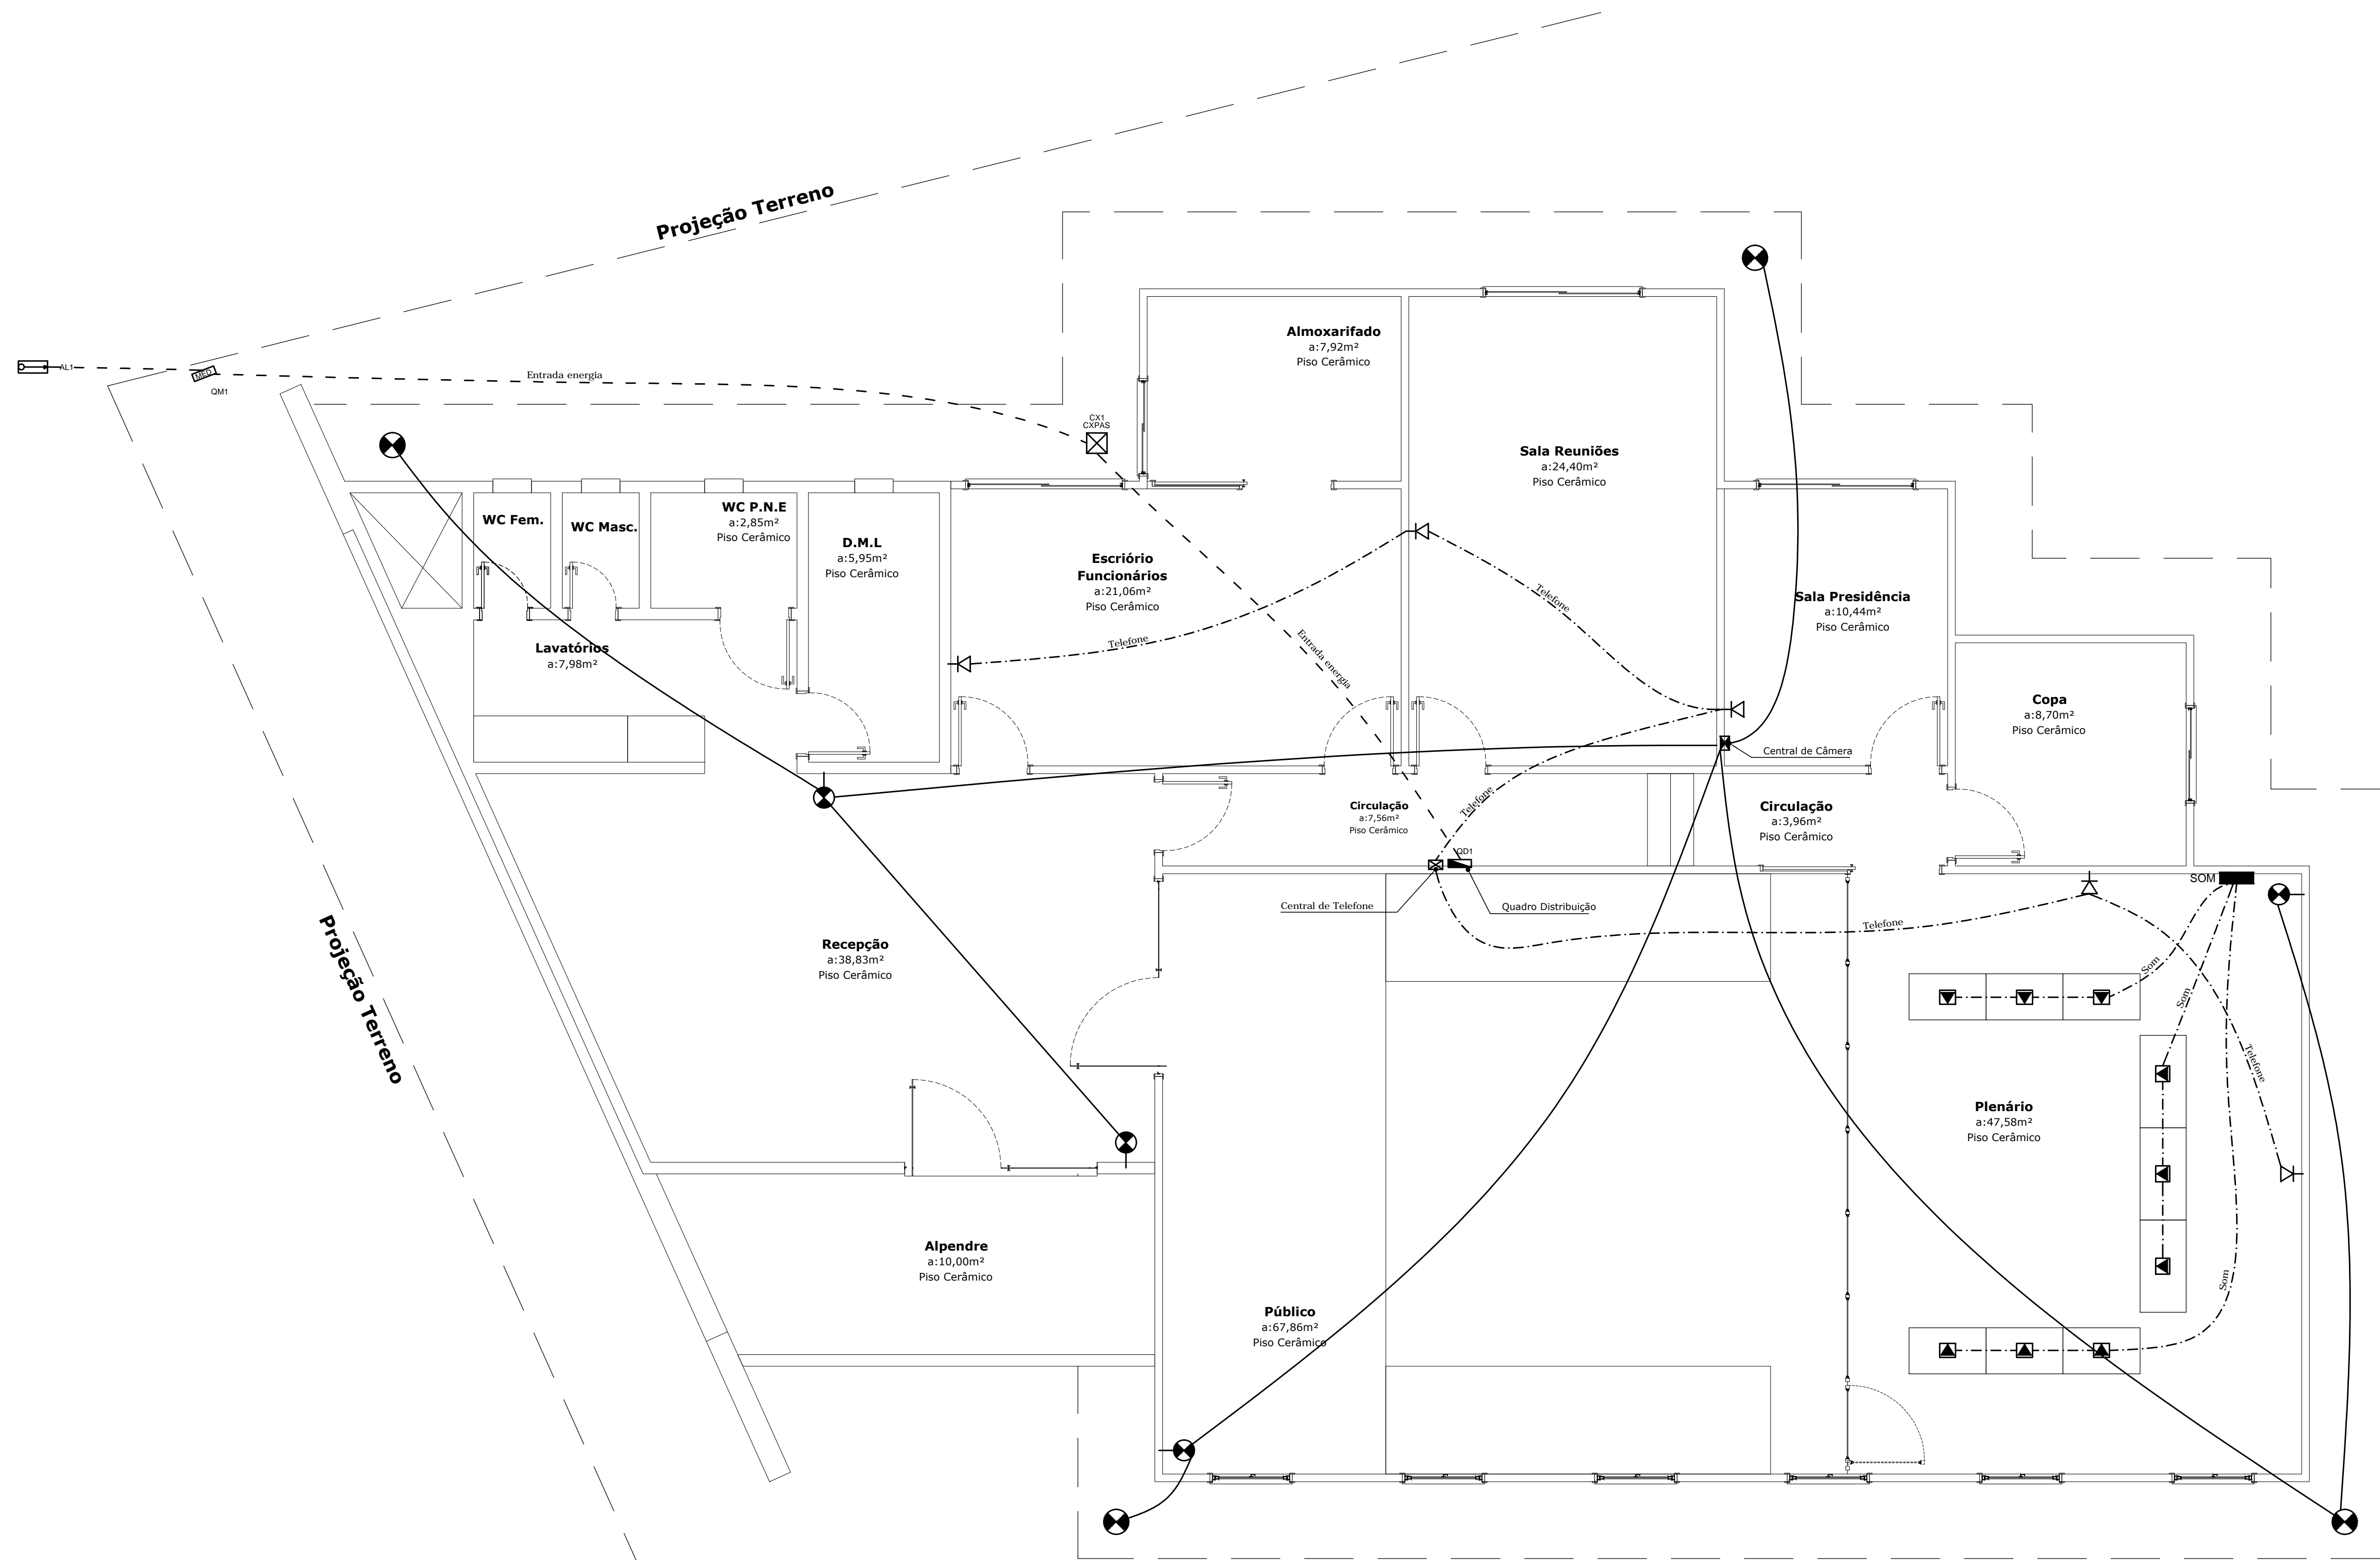 Projeção Terreno
AL1
MED
QM1
Entrada energia
CX1
CXPAS
Almoxarifado
a:7,92m²
Piso Cerâmico
Sala Reuniões
a:24,40m²
Piso Cerâmico
WC Fem.
WC Masc.
WC P.N.E
a:2,85m²
Piso Cerâmico
D.M.L
a:5,95m²
Piso Cerâmico
Escriório
Funcionários
a:21,06m²
Piso Cerâmico
Telefone
Telefone
Entrada energia
Sala Presidência
a:10,44m²
Piso Cerâmico
Lavatórios
a:7,98m²
Copa
a:8,70m²
Piso Cerâmico
Central de Câmera
Circulação
a:7,56m²
Piso Cerâmico
Telefone
Circulação
a:3,96m²
Piso Cerâmico
QD1
Central de Telefone
Quadro Distribuição
SOM
Telefone
Projeção Terreno
Recepção
a:38,83m²
Piso Cerâmico
Som
Som
Telefone
Plenário
a:47,58m²
Piso Cerâmico
Alpendre
a:10,00m²
Piso Cerâmico
Som
Público
a:67,86m²
Piso Cerâmico